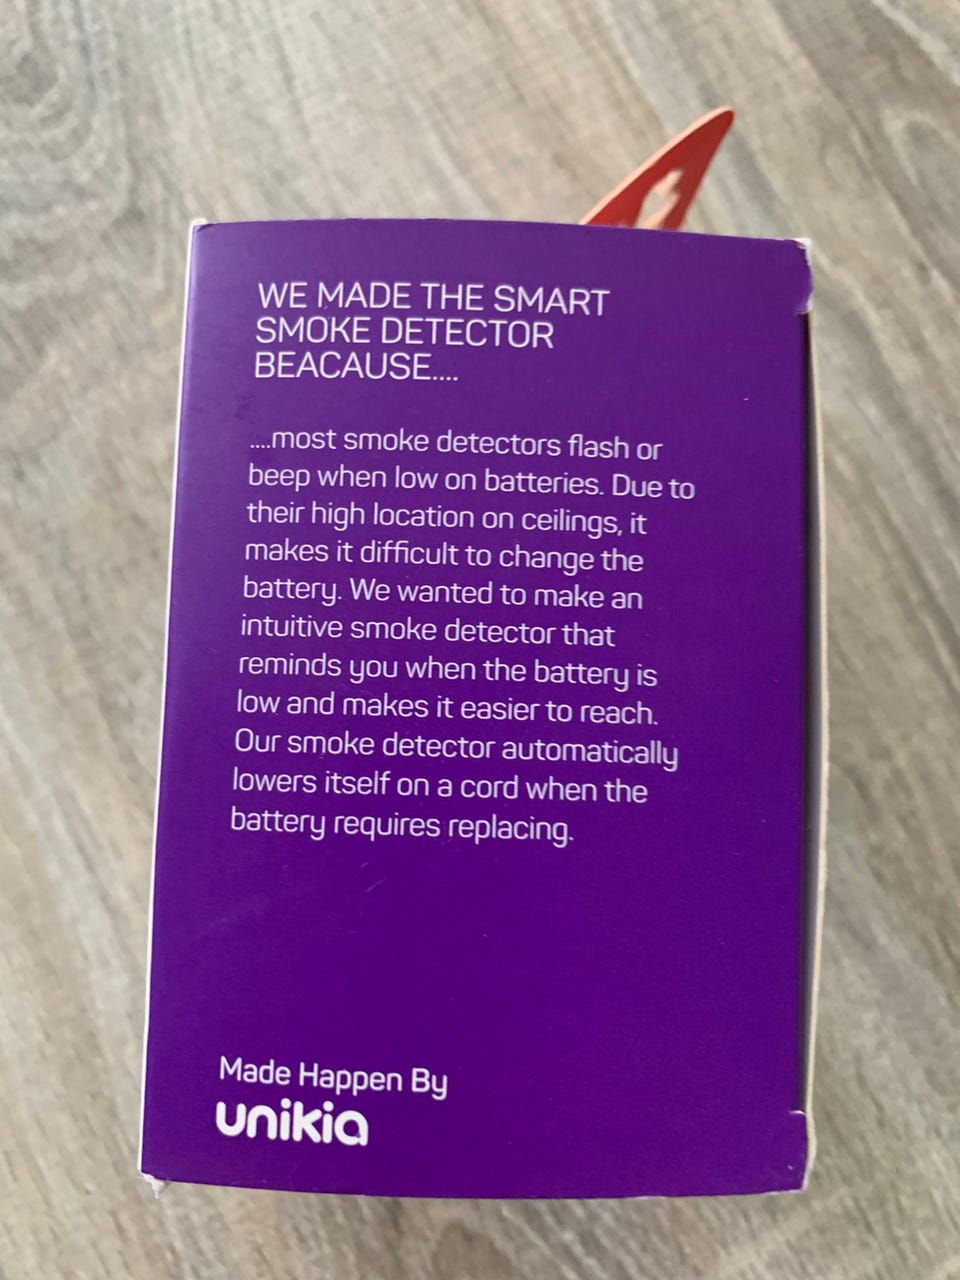 WE MADE THE SMART
SMOKE DETECTOR
BEACAUSE....
....most smoke detectors flash or
beep when low on batteries. Due to
their high location on ceilings, it
makes it difficult to change the
battery. We wanted to make an
intuitive smoke detector that
reminds you when the battery is
low and makes it easier to reach.
Our smoke detector automatically
lowers itself on a cord when the
battery requires replacing.
Made Happen By
unikia